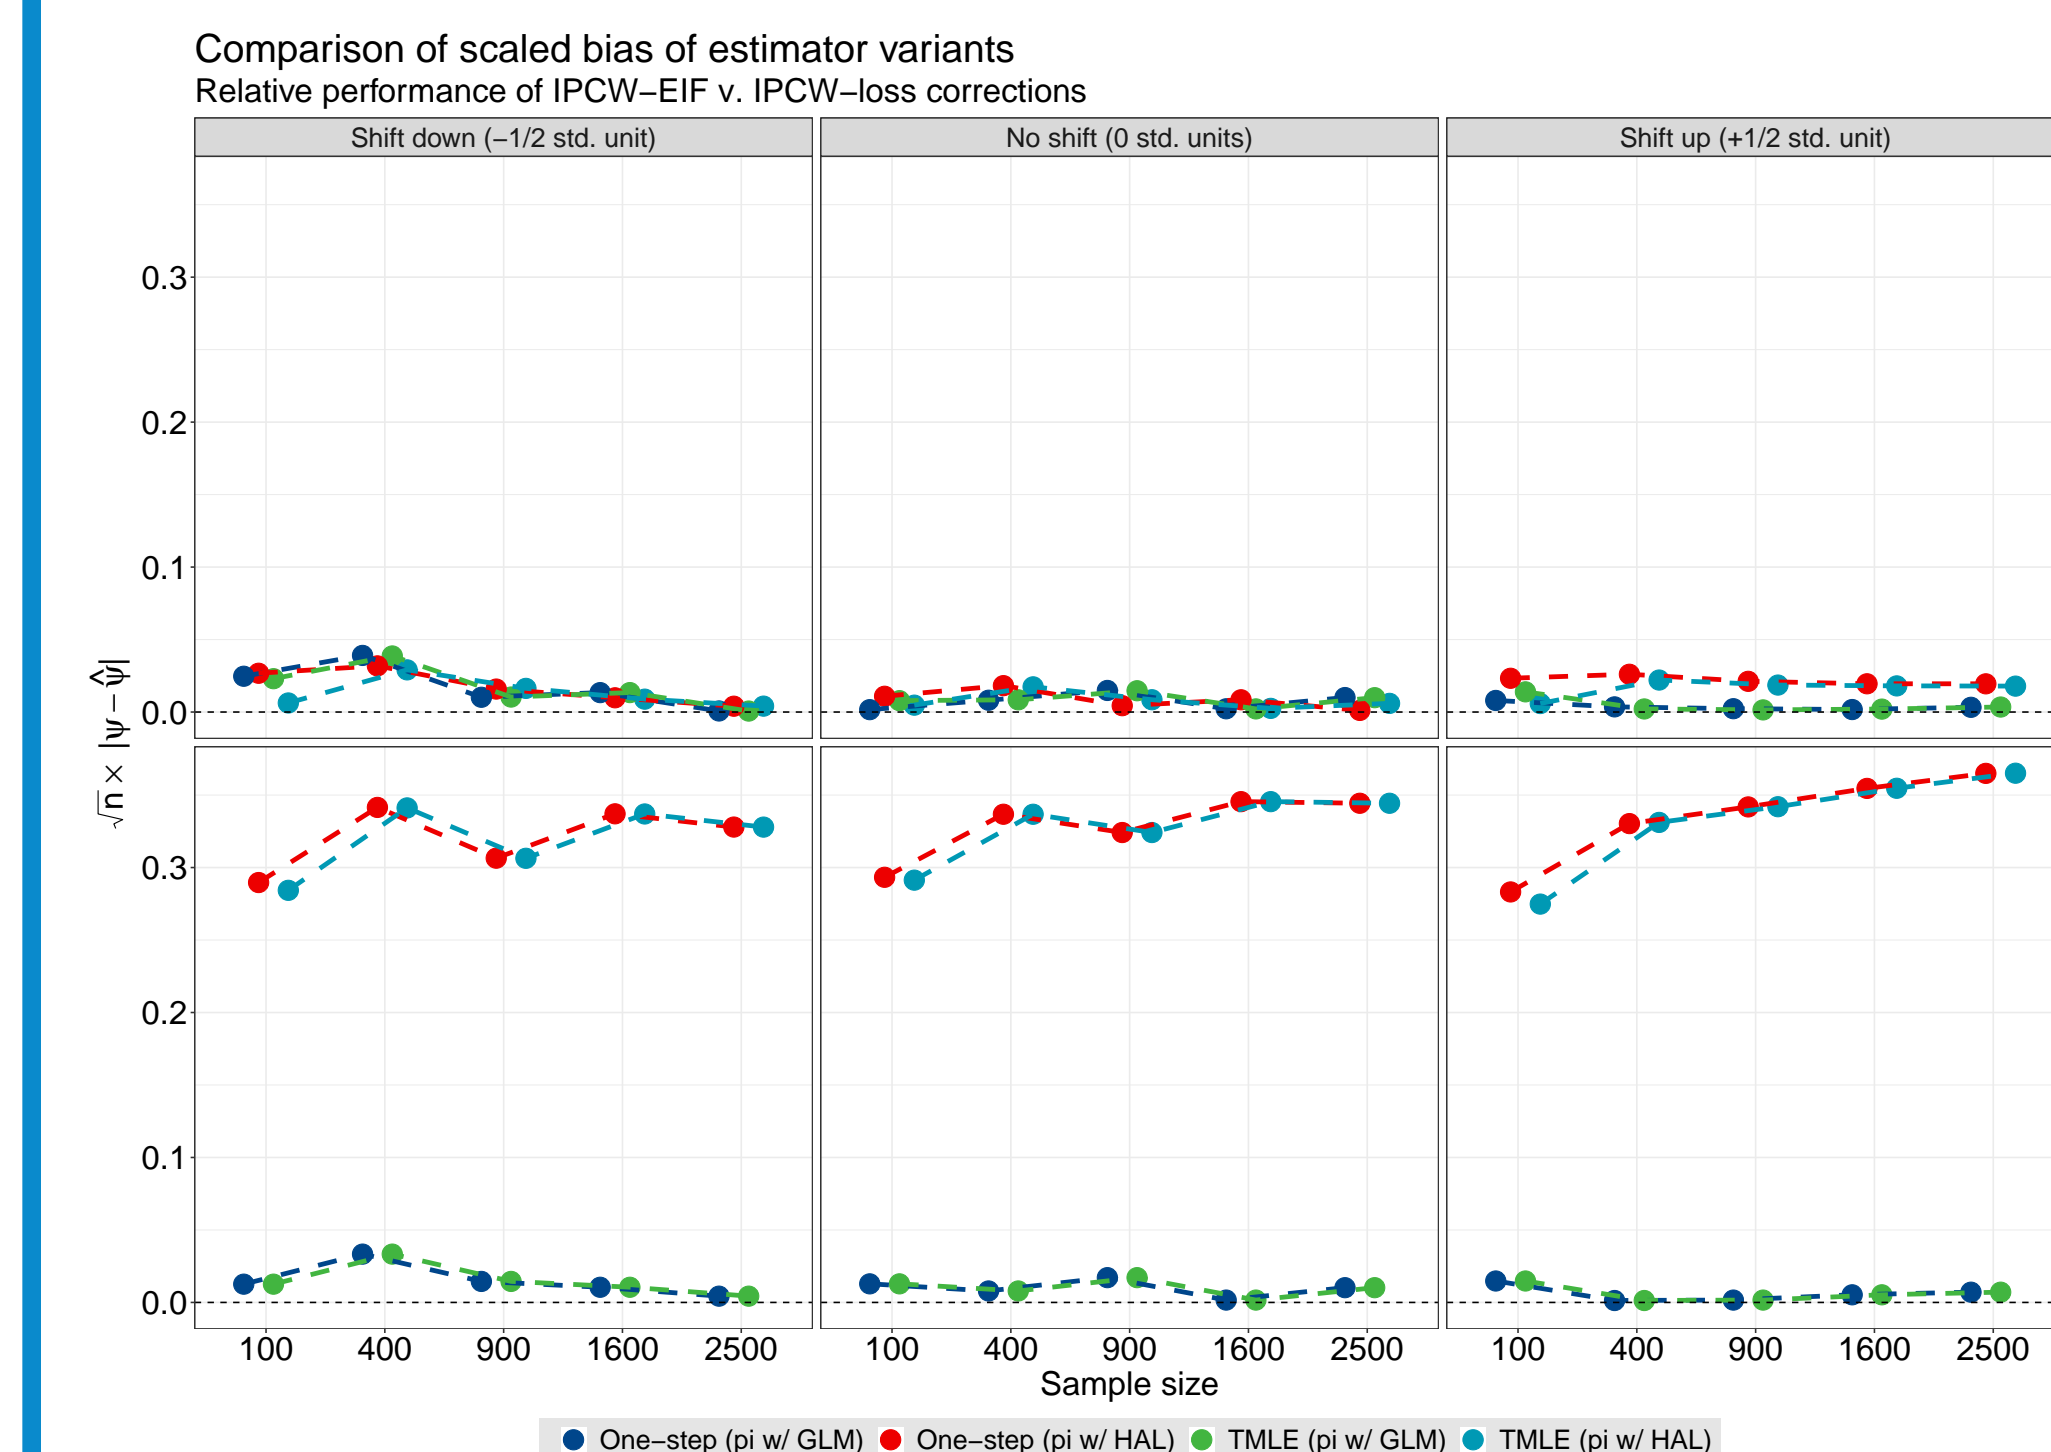 Comparison of scaled bias of estimator variants
Relative performance of IPCW−EIF v. IPCW−loss corrections
Shift down (−1/2 std. unit)
No shift (0 std. units)
Shift up (+1/2 std. unit)
0.3
0.2
0.1
0.0
0.3
0.2
0.1
0.0
√n × |ψ − ψ̂|
100 400 900 1600 2500
100 400 900 1600 2500
100 400 900 1600 2500
Sample size
One−step (pi w/ GLM) One−step (pi w/ HAL) TMLE (pi w/ GLM) TMLE (pi w/ HAL)